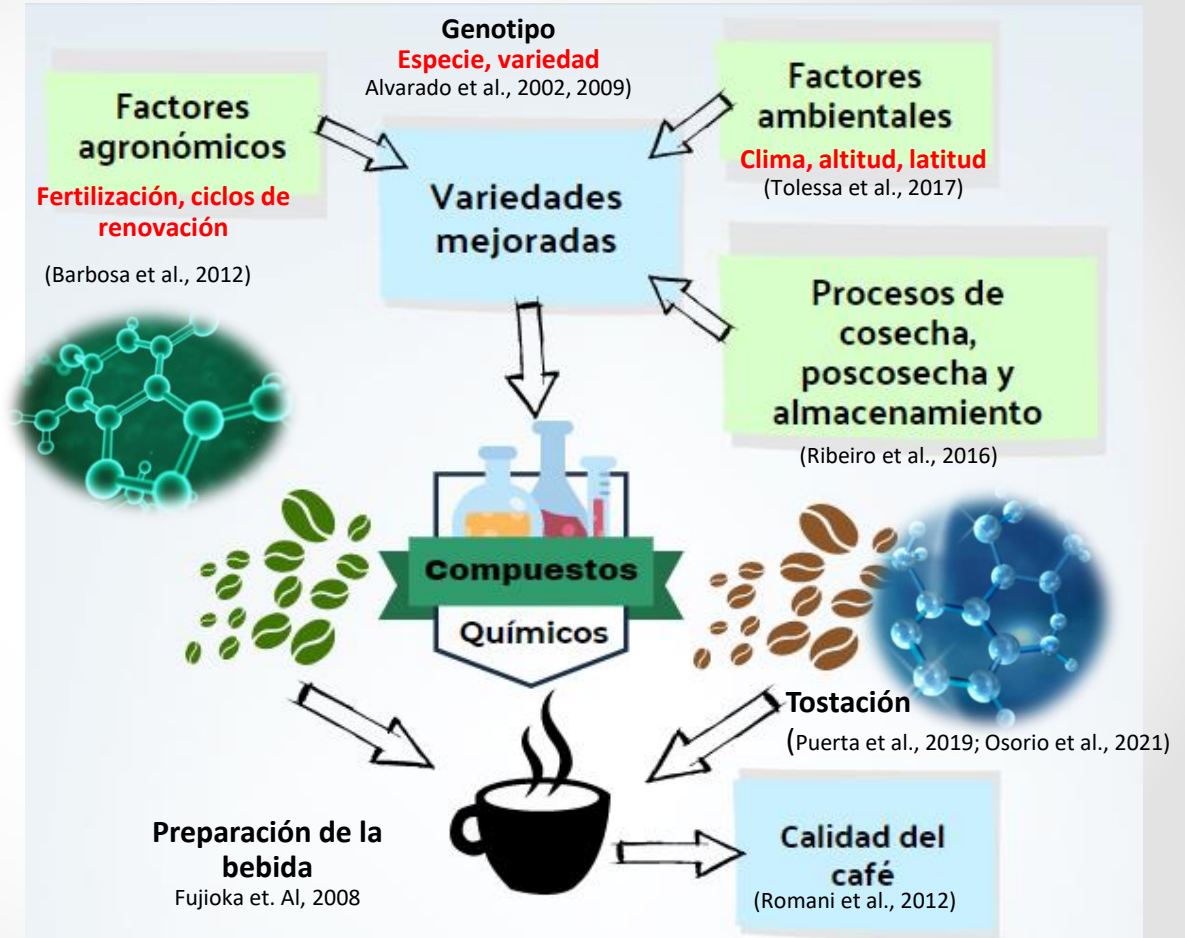 Genotipo
Especie, variedad
Alvarado et al., 2002, 2009)
Factores
agronómicos
Fertilización, ciclos de
renovación
(Barbosa et al., 2012)
Factores
ambientales
Clima, altitud, latitud
(Tolessa et al., 2017)
Variedades
mejoradas
Procesos de
cosecha,
poscosecha y
almacenamiento
(Ribeiro et al., 2016)
Compuestos
Químicos
Tostación
(Puerta et al., 2019; Osorio et al., 2021)
Preparación de la
bebida
Fujioka et. Al, 2008
Calidad del
café
(Romani et al., 2012)